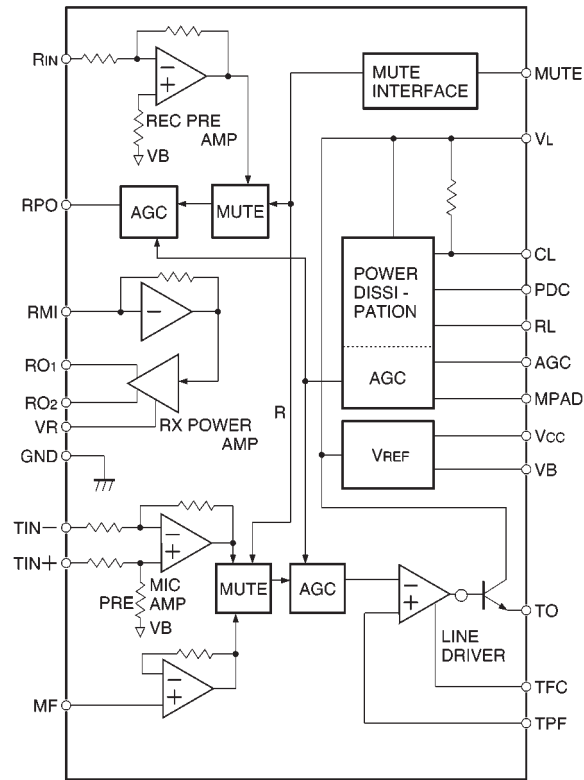 RIN
− +
REC PRE
AMP
VB
MUTE
INTERFACE
MUTE
VL
RPO
AGC
MUTE
CL
POWER
DISSI -
PATION
PDC
RL
AGC
AGC
MPAD
RMI
−
RO1
RO2
VR
RX POWER
AMP
R
VREF
VCC
VB
GND
TIN−
TIN+
− +
MIC
PRE AMP
VB
MUTE
AGC
− +
TO
LINE
DRIVER
− +
MF
TFC
TPF